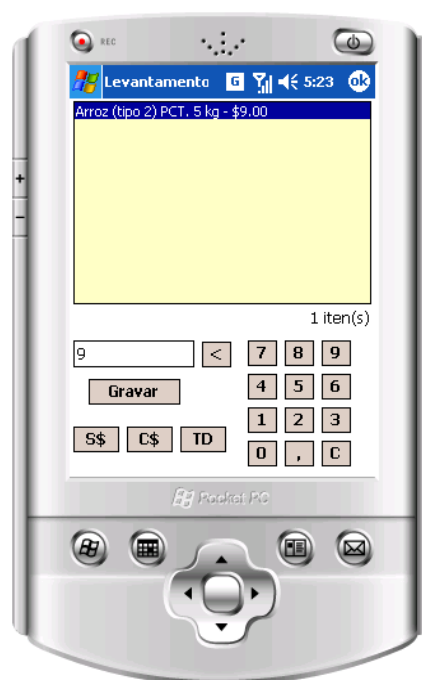 REC
Levantamento G 5:23 ok
Arroz (tipo 2) PCT. 5 kg - $9.00
1 iten(s)
9 < 7 8 9
Gravar 4 5 6
S$ C$ TD 1 2 3
0 , C
Pocket PC
+
-